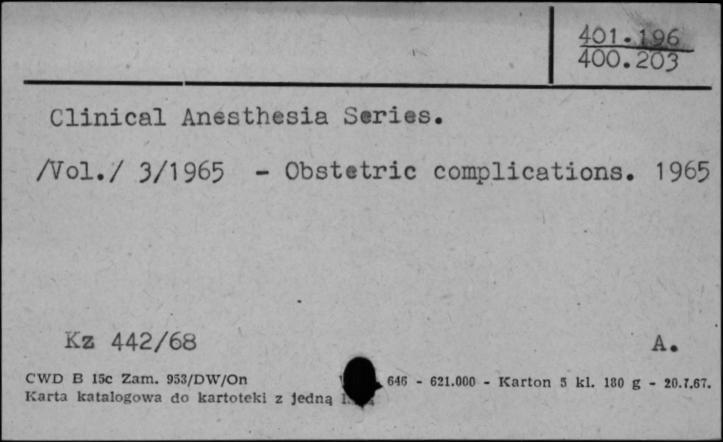 401.196
400.203
Clinical Anesthesia Series.
/Vol./ 3/1965 - Obstetric complications. 1965
Kz 442/68
A.
CWD B 15c Zam. 953/DW/On 646 - 621.000 - Karton 5 kl. 180 g - 20.7.67.
Karta katalogowa do kartoteki z jedną